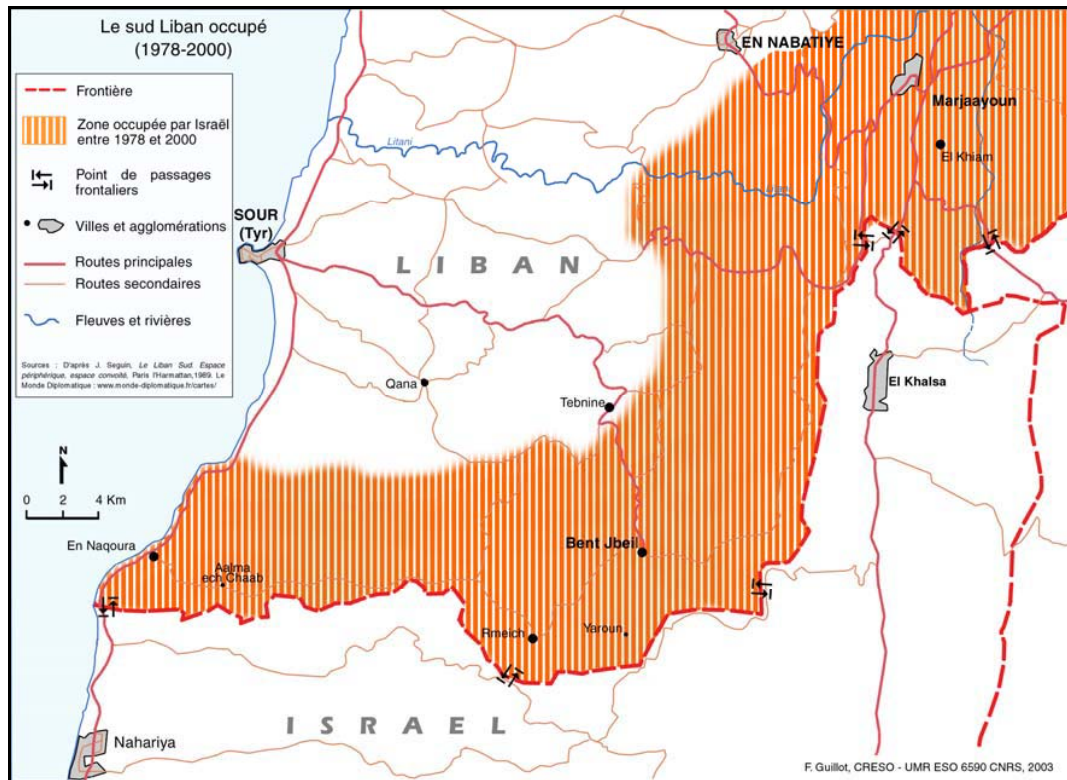 Le sud Liban occupé
(1978-2000)
Frontière
Zone occupée par Israël
entre 1978 et 2000
Point de passages
frontaliers
Villes et agglomérations
Routes principales
Routes secondaires
Fleuves et rivières
Sources : D'après J. Seguin, Le Liban Sud. Espace
périphérique, espace convoité, Paris l'Harmattan,1989. Le
Monde Diplomatique : www.monde-diplomatique.fr/cartes/
EN NABATIYE
Marjaayoun
El Khiam
Litani
Litani
SOUR
(Tyr)
LIBAN
Qana
Tebnine
El Khalsa
N
0 2 4 Km
En Naqoura
Aalma
ech Chaab
Bent Jbeil
Rmeich
Yaroun
ISRAEL
Nahariya
F. Guillot, CRESO - UMR ESO 6590 CNRS, 2003